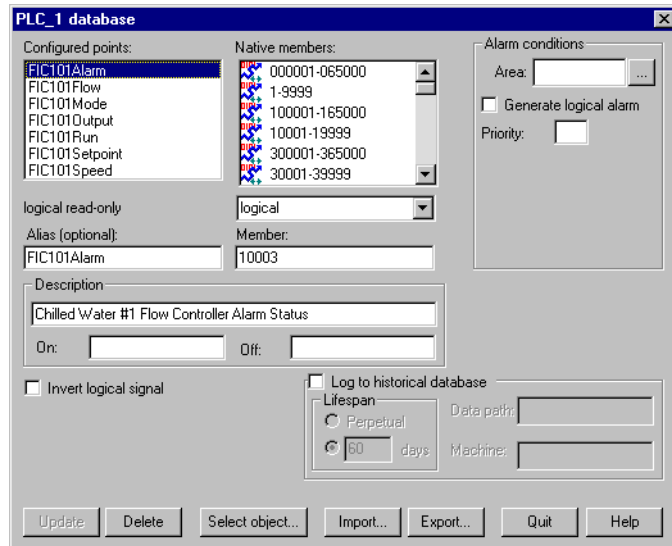 PLC_1 database
Configured points:
Native members:
Alarm conditions
FIC101Alarm
FIC101Flow
FIC101Mode
FIC101Output
FIC101Run
FIC101Setpoint
FIC101Speed
000001-065000
1-9999
100001-165000
10001-19999
300001-365000
30001-39999
Area:
...
Generate logical alarm
Priority:
logical read-only
logical
Alias (optional):
Member:
FIC101Alarm
10003
Description
Chilled Water #1 Flow Controller Alarm Status
On:
Off:
Invert logical signal
Log to historical database
Lifespan
Perpetual
60 days
Data path:
Machine:
Update
Delete
Select object...
Import...
Export...
Quit
Help